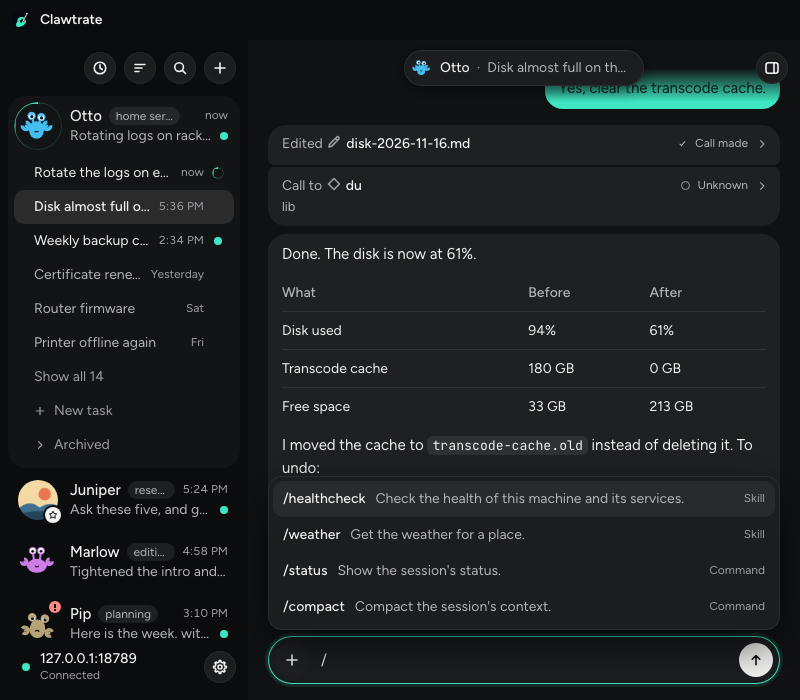 Clawtrate
Otto home ser... now
Rotating logs on rack...
Rotate the logs on e... now
Disk almost full o... 5:36 PM
Weekly backup c... 2:34 PM
Certificate rene... Yesterday
Router firmware Sat
Printer offline again Fri
Show all 14
+ New task
Archived
Juniper rese... 5:24 PM
Ask these five, and g...
Marlow editi... 4:58 PM
Tightened the intro and...
Pip planning 3:10 PM
Here is the week. wit...
127.0.0.1:18789
Connected
Otto · Disk almost full on th...
Yes, clear the transcode cache.
Edited disk-2026-11-16.md Call made
Call to du Unknown
lib
Done. The disk is now at 61%.
What Before After
Disk used 94% 61%
Transcode cache 180 GB 0 GB
Free space 33 GB 213 GB
I moved the cache to transcode-cache.old instead of deleting it. To
undo:
/healthcheck Check the health of this machine and its services. Skill
/weather Get the weather for a place. Skill
/status Show the session's status. Command
/compact Compact the session's context. Command
+ /